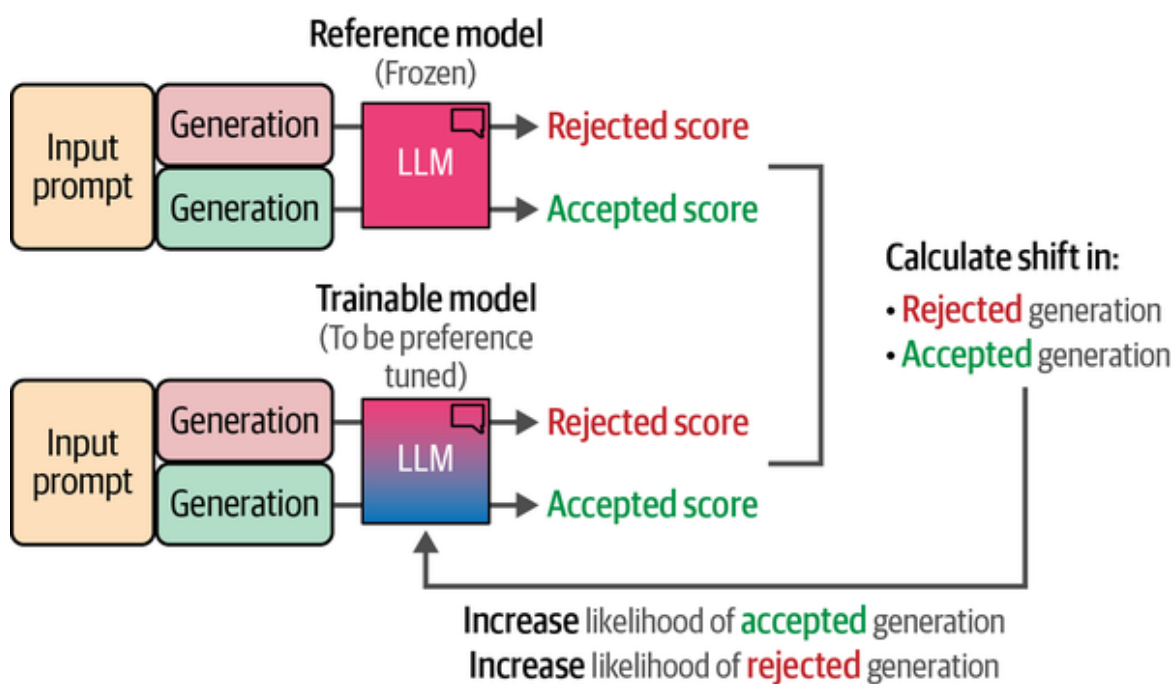 Reference model
(Frozen)
Input
prompt
Generation
Generation
LLM
Rejected score
Accepted score
Calculate shift in:
• Rejected generation
• Accepted generation
Trainable model
(To be preference
tuned)
Input
prompt
Generation
Generation
LLM
Rejected score
Accepted score
Increase likelihood of accepted generation
Increase likelihood of rejected generation